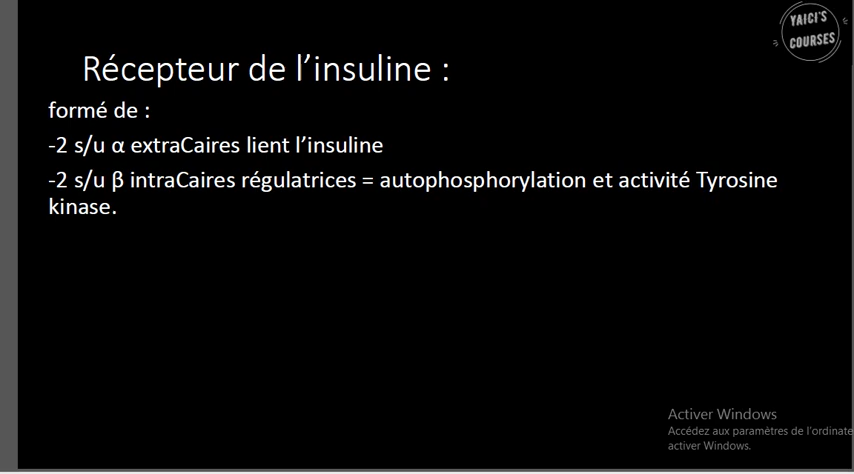 YAICI'S
COURSES
Récepteur de l’insuline :
formé de :
-2 s/u α extraCaires lient l’insuline
-2 s/u β intraCaires régulatrices = autophosphorylation et activité Tyrosine
kinase.
Activer Windows
Accédez aux paramètres de l'ordinate
activer Windows.